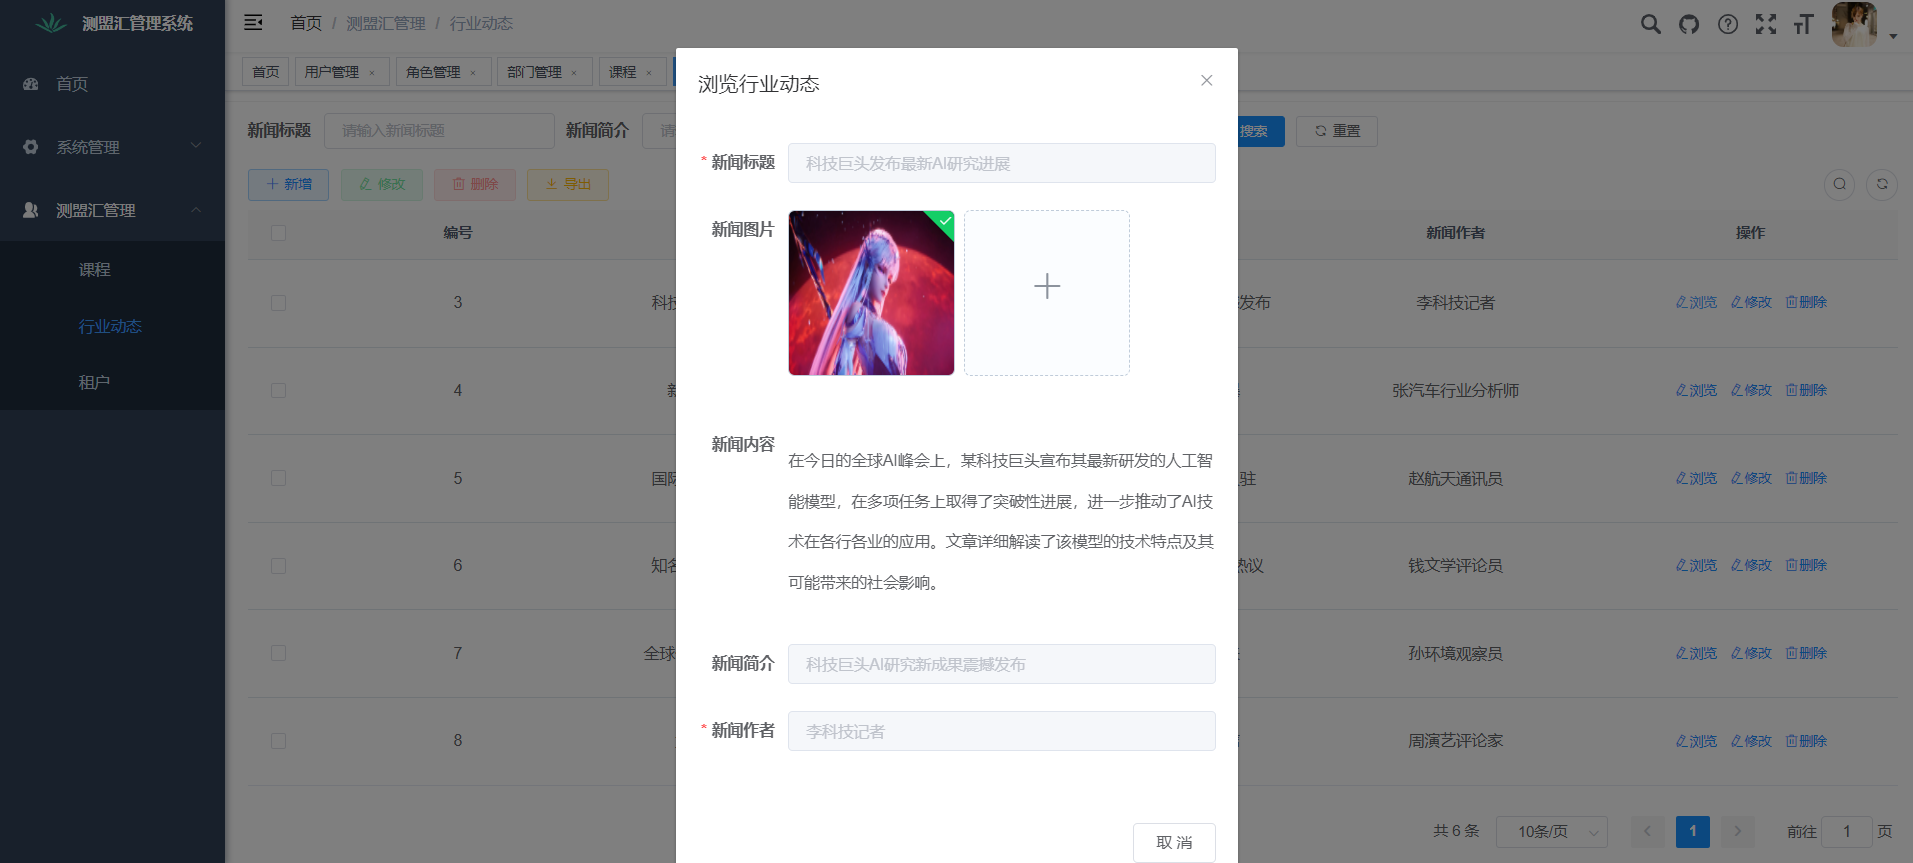 测盟汇管理系统
首页 / 测盟汇管理 / 行业动态
首页
用户管理 ×
角色管理 ×
部门管理 ×
课程 ×
首页
系统管理
测盟汇管理
课程
行业动态
租户
新闻标题 请输入新闻标题 新闻简介 请
搜索 重置
新增 修改 删除 导出
编号 新闻作者 操作
3 科技 发布 李科技记者 浏览 修改 删除
4 新 张汽车行业分析师 浏览 修改 删除
5 国际 驻 赵航天通讯员 浏览 修改 删除
6 知名 热议 钱文学评论员 浏览 修改 删除
7 全球 孙环境观察员 浏览 修改 删除
8 周演艺评论家 浏览 修改 删除
共 6 条 10条/页 1 前往 1 页
浏览行业动态
* 新闻标题 科技巨头发布最新AI研究进展
新闻图片
新闻内容
在今日的全球AI峰会上，某科技巨头宣布其最新研发的人工智
能模型，在多项任务上取得了突破性进展，进一步推动了AI技
术在各行各业的应用。文章详细解读了该模型的技术特点及其
可能带来的社会影响。
新闻简介 科技巨头AI研究新成果震撼发布
* 新闻作者 李科技记者
取 消